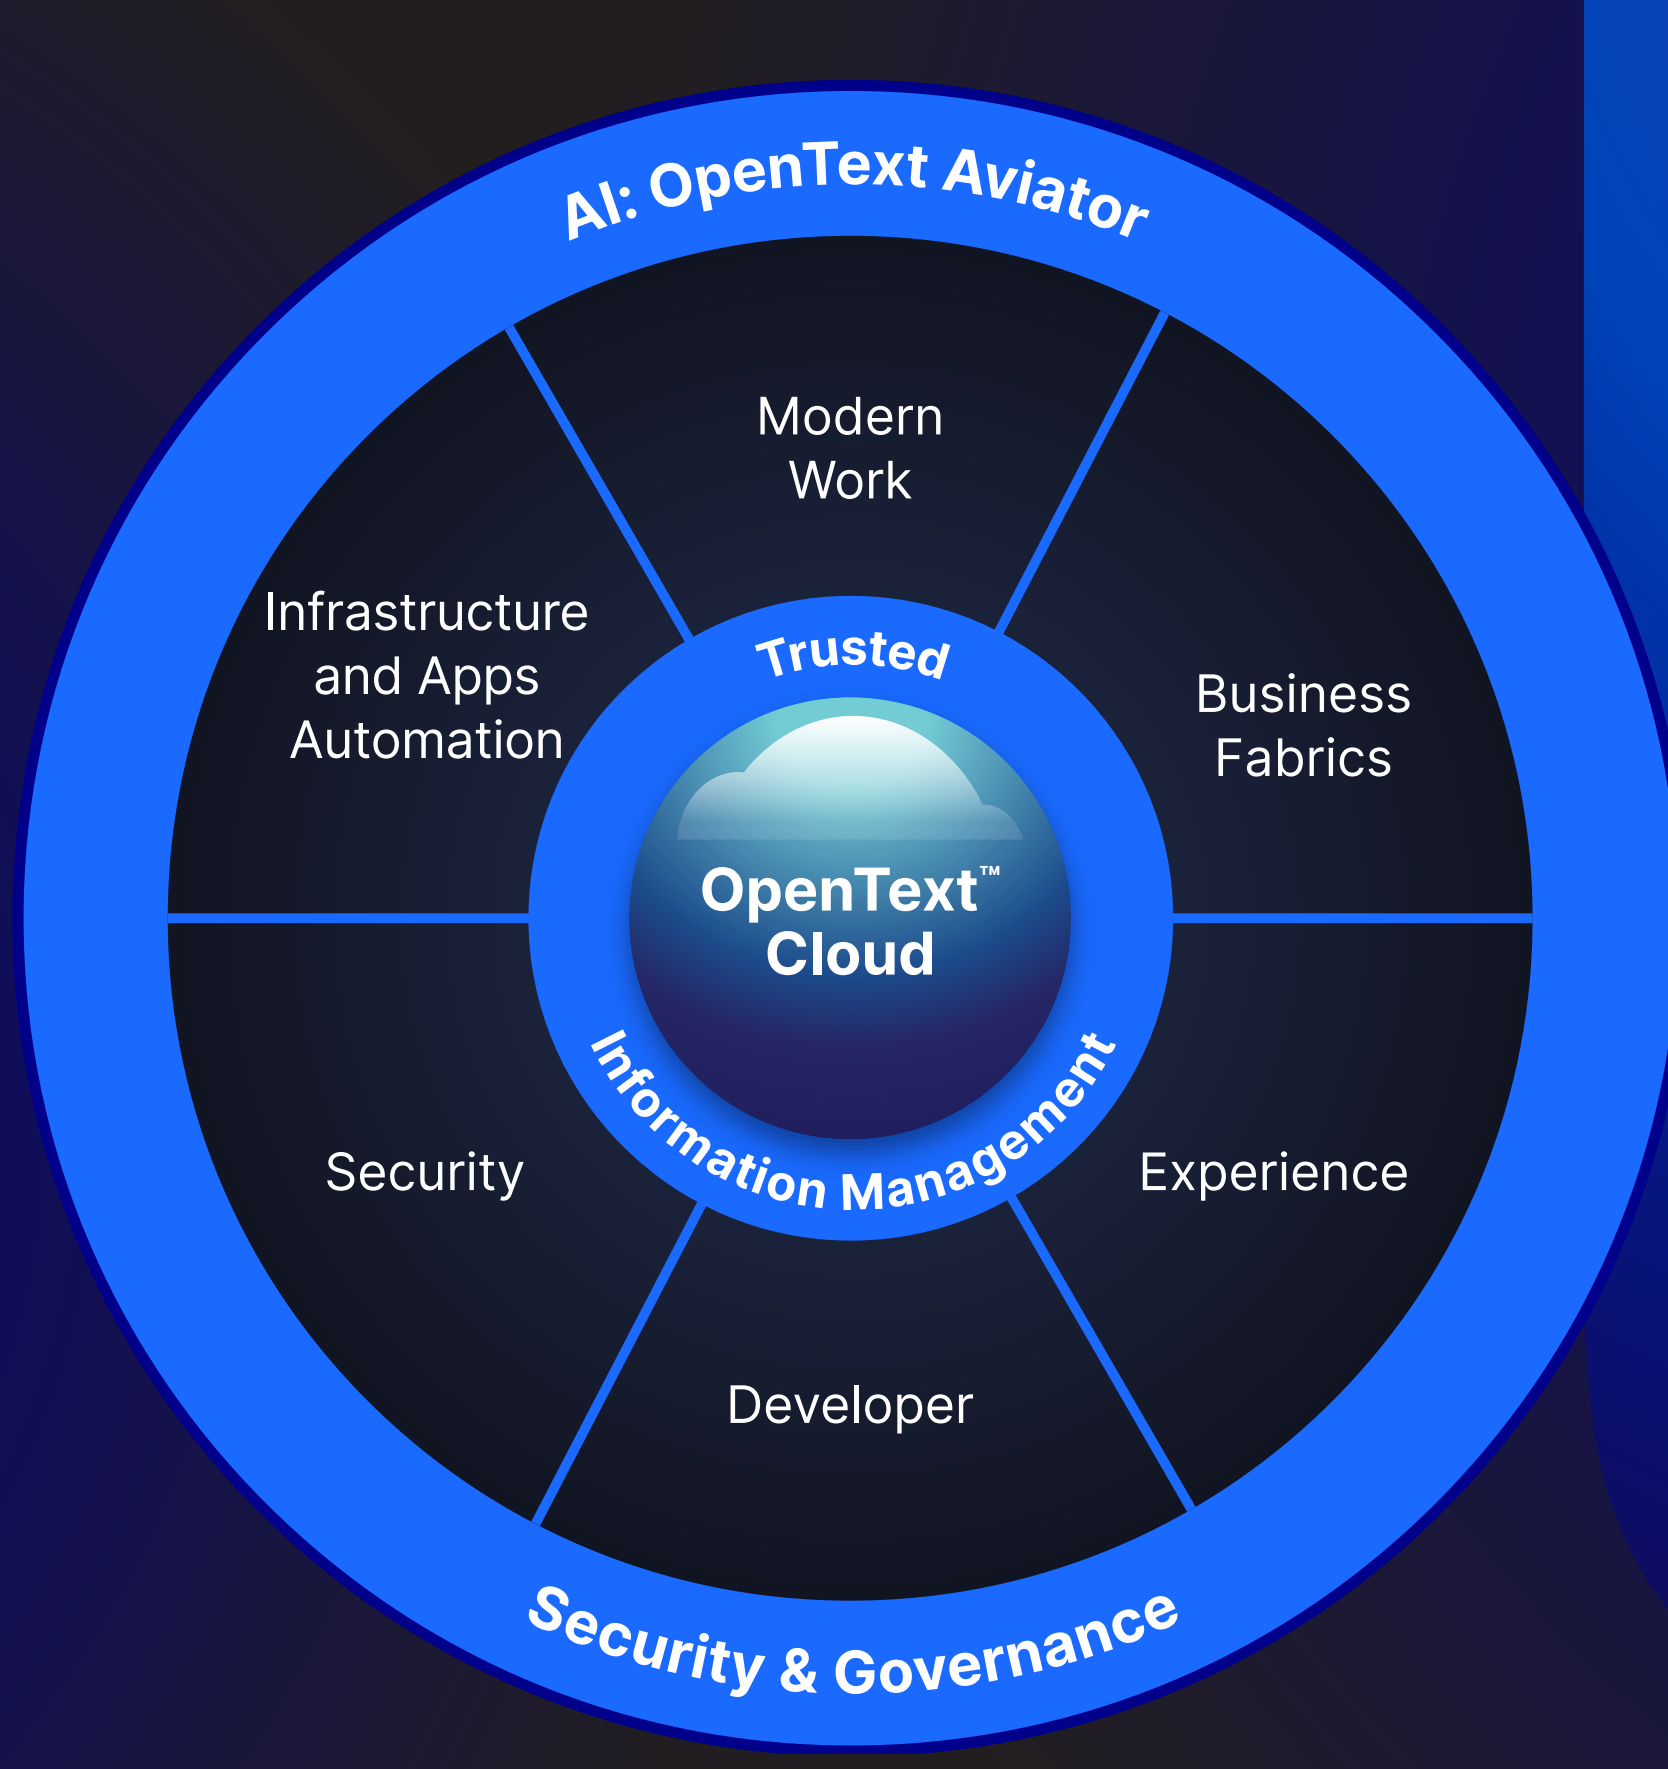 AI: OpenText Aviator
Modern
Work
Infrastructure
and Apps
Automation
Trusted
Business
Fabrics
OpenText™
Cloud
Information Management
Security
Experience
Developer
Security & Governance